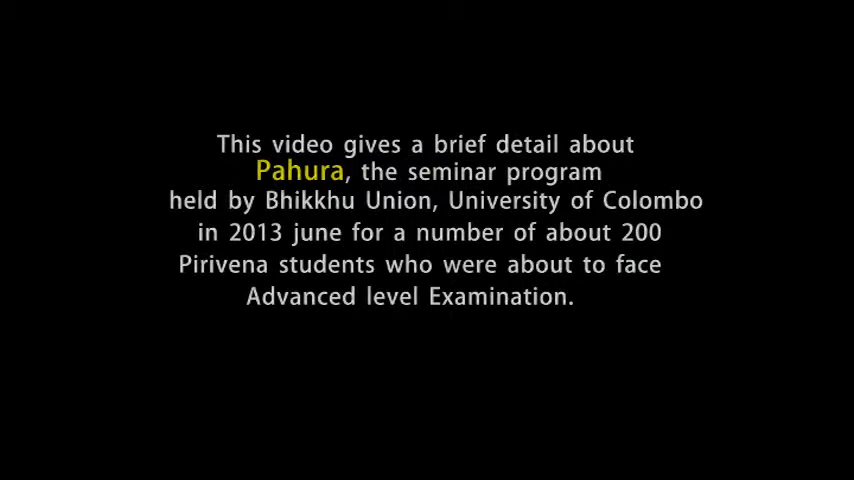 This video gives a brief detail about
Pahura, the seminar program
held by Bhikkhu Union, University of Colombo
in 2013 june for a number of about 200
Pirivena students who were about to face
Advanced level Examination.